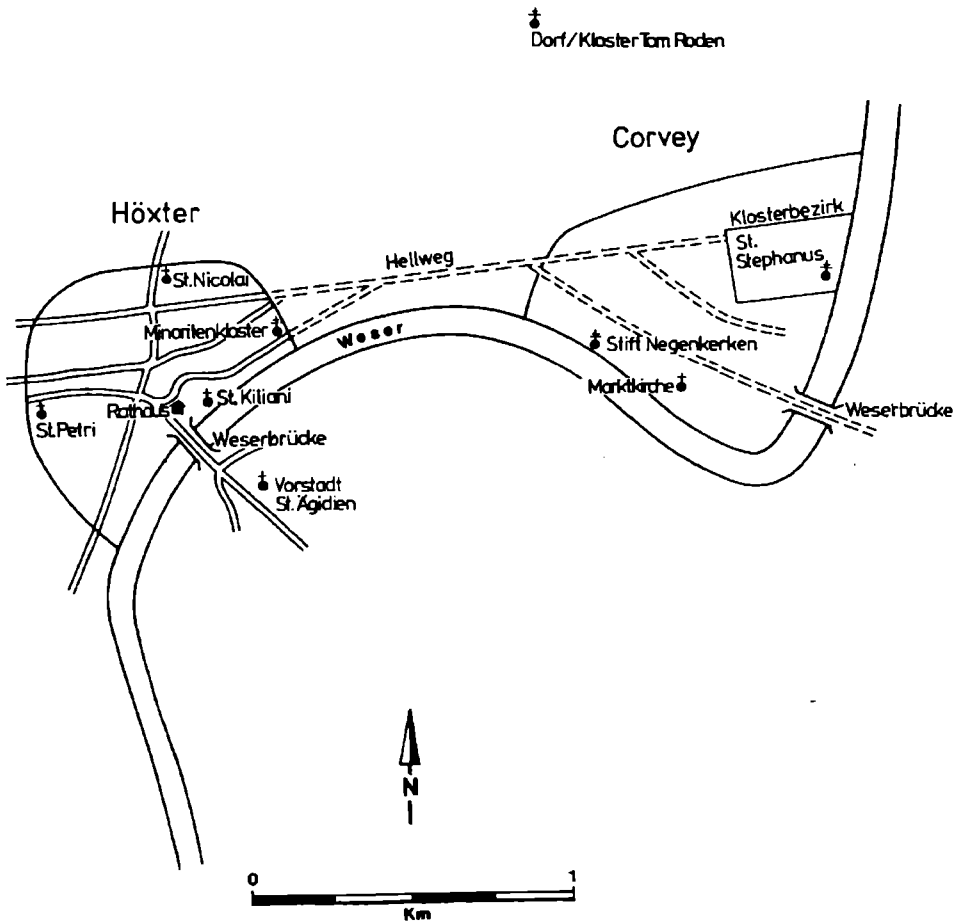 Dorf/Kloster Tom Roden
Corvey
Höxter
Klosterbezirk
St.
Stephanus
Hellweg
St. Nicolai
Minoritenkloster
Weser
Stift Negenkerken
Marktkirche
St. Kiliani
Rathaus
Weserbrücke
St. Petri
Weserbrücke
Vorstadt
St. Ägidien
N
0 1
Km